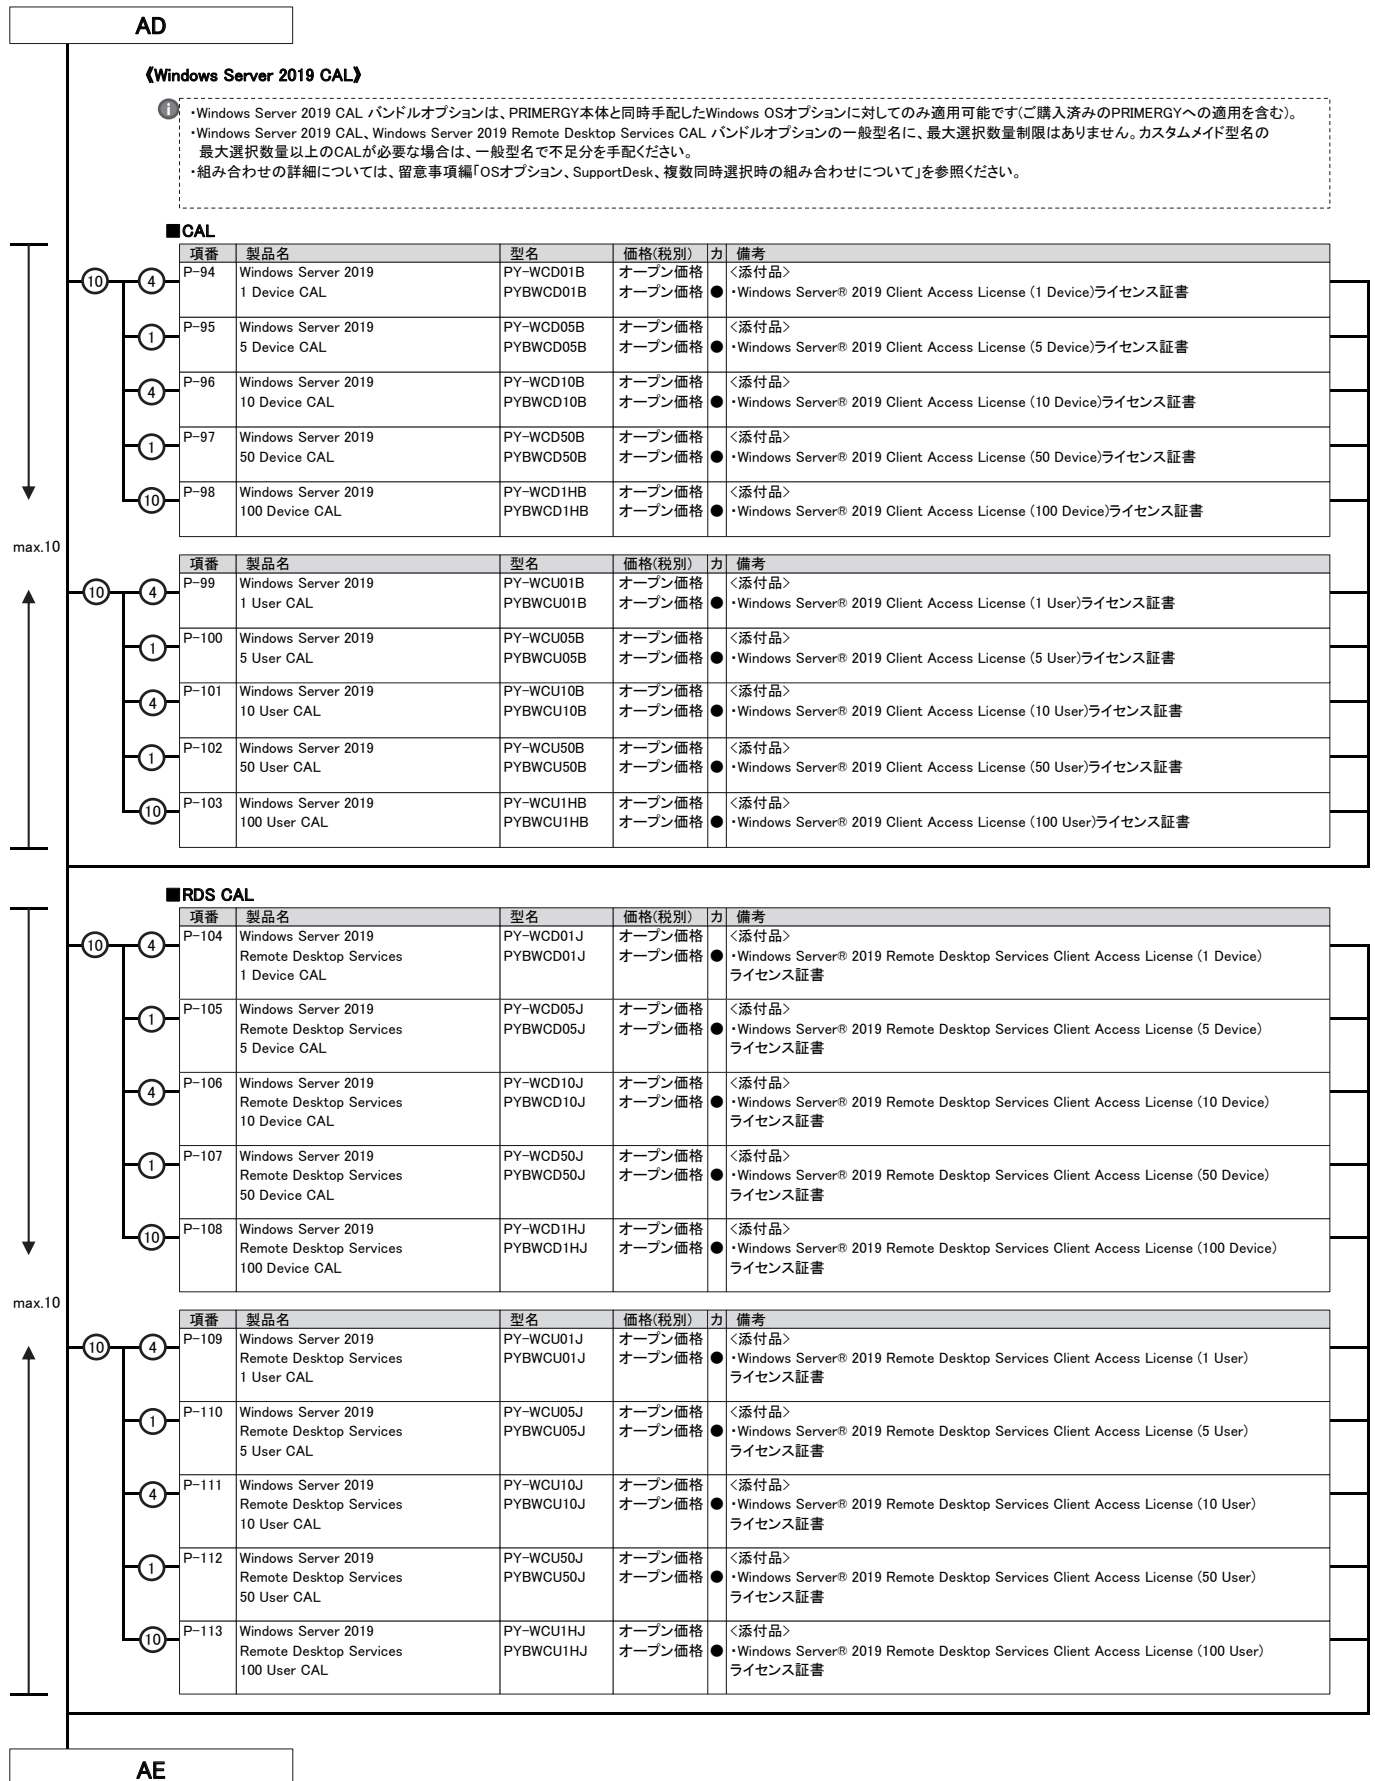 AD
《Windows Server 2019 CAL》
・Windows Server 2019 CAL バンドルオプションは、PRIMERGY本体と同時手配したWindows OSオプションに対してのみ適用可能です(ご購入済みのPRIMERGYへの適用を含む)。
・Windows Server 2019 CAL、Windows Server 2019 Remote Desktop Services CAL バンドルオプションの一般型名に、最大選択数量制限はありません。カスタムメイド型名の
最大選択数量以上のCALが必要な場合は、一般型名で不足分を手配ください。
・組み合わせの詳細については、留意事項編「OSオプション、SupportDesk、複数同時選択時の組み合わせについて」を参照ください。
■CAL
項番 製品名 型名 価格(税別) カ 備考
10 4 P-94 Windows Server 2019 PY-WCD01B オープン価格 <添付品>
1 Device CAL PYBWCD01B オープン価格 ● ・Windows Server® 2019 Client Access License (1 Device)ライセンス証書
1 P-95 Windows Server 2019 PY-WCD05B オープン価格 <添付品>
5 Device CAL PYBWCD05B オープン価格 ● ・Windows Server® 2019 Client Access License (5 Device)ライセンス証書
4 P-96 Windows Server 2019 PY-WCD10B オープン価格 <添付品>
10 Device CAL PYBWCD10B オープン価格 ● ・Windows Server® 2019 Client Access License (10 Device)ライセンス証書
1 P-97 Windows Server 2019 PY-WCD50B オープン価格 <添付品>
50 Device CAL PYBWCD50B オープン価格 ● ・Windows Server® 2019 Client Access License (50 Device)ライセンス証書
10 P-98 Windows Server 2019 PY-WCD1HB オープン価格 <添付品>
100 Device CAL PYBWCD1HB オープン価格 ● ・Windows Server® 2019 Client Access License (100 Device)ライセンス証書
max.10
項番 製品名 型名 価格(税別) カ 備考
10 4 P-99 Windows Server 2019 PY-WCU01B オープン価格 <添付品>
1 User CAL PYBWCU01B オープン価格 ● ・Windows Server® 2019 Client Access License (1 User)ライセンス証書
1 P-100 Windows Server 2019 PY-WCU05B オープン価格 <添付品>
5 User CAL PYBWCU05B オープン価格 ● ・Windows Server® 2019 Client Access License (5 User)ライセンス証書
4 P-101 Windows Server 2019 PY-WCU10B オープン価格 <添付品>
10 User CAL PYBWCU10B オープン価格 ● ・Windows Server® 2019 Client Access License (10 User)ライセンス証書
1 P-102 Windows Server 2019 PY-WCU50B オープン価格 <添付品>
50 User CAL PYBWCU50B オープン価格 ● ・Windows Server® 2019 Client Access License (50 User)ライセンス証書
10 P-103 Windows Server 2019 PY-WCU1HB オープン価格 <添付品>
100 User CAL PYBWCU1HB オープン価格 ● ・Windows Server® 2019 Client Access License (100 User)ライセンス証書
■RDS CAL
項番 製品名 型名 価格(税別) カ 備考
10 4 P-104 Windows Server 2019 PY-WCD01J オープン価格 <添付品>
Remote Desktop Services PYBWCD01J オープン価格 ● ・Windows Server® 2019 Remote Desktop Services Client Access License (1 Device)
1 Device CAL ライセンス証書
1 P-105 Windows Server 2019 PY-WCD05J オープン価格 <添付品>
Remote Desktop Services PYBWCD05J オープン価格 ● ・Windows Server® 2019 Remote Desktop Services Client Access License (5 Device)
5 Device CAL ライセンス証書
4 P-106 Windows Server 2019 PY-WCD10J オープン価格 <添付品>
Remote Desktop Services PYBWCD10J オープン価格 ● ・Windows Server® 2019 Remote Desktop Services Client Access License (10 Device)
10 Device CAL ライセンス証書
1 P-107 Windows Server 2019 PY-WCD50J オープン価格 <添付品>
Remote Desktop Services PYBWCD50J オープン価格 ● ・Windows Server® 2019 Remote Desktop Services Client Access License (50 Device)
50 Device CAL ライセンス証書
10 P-108 Windows Server 2019 PY-WCD1HJ オープン価格 <添付品>
Remote Desktop Services PYBWCD1HJ オープン価格 ● ・Windows Server® 2019 Remote Desktop Services Client Access License (100 Device)
100 Device CAL ライセンス証書
max.10
項番 製品名 型名 価格(税別) カ 備考
10 4 P-109 Windows Server 2019 PY-WCU01J オープン価格 <添付品>
Remote Desktop Services PYBWCU01J オープン価格 ● ・Windows Server® 2019 Remote Desktop Services Client Access License (1 User)
1 User CAL ライセンス証書
1 P-110 Windows Server 2019 PY-WCU05J オープン価格 <添付品>
Remote Desktop Services PYBWCU05J オープン価格 ● ・Windows Server® 2019 Remote Desktop Services Client Access License (5 User)
5 User CAL ライセンス証書
4 P-111 Windows Server 2019 PY-WCU10J オープン価格 <添付品>
Remote Desktop Services PYBWCU10J オープン価格 ● ・Windows Server® 2019 Remote Desktop Services Client Access License (10 User)
10 User CAL ライセンス証書
1 P-112 Windows Server 2019 PY-WCU50J オープン価格 <添付品>
Remote Desktop Services PYBWCU50J オープン価格 ● ・Windows Server® 2019 Remote Desktop Services Client Access License (50 User)
50 User CAL ライセンス証書
10 P-113 Windows Server 2019 PY-WCU1HJ オープン価格 <添付品>
Remote Desktop Services PYBWCU1HJ オープン価格 ● ・Windows Server® 2019 Remote Desktop Services Client Access License (100 User)
100 User CAL ライセンス証書
AE